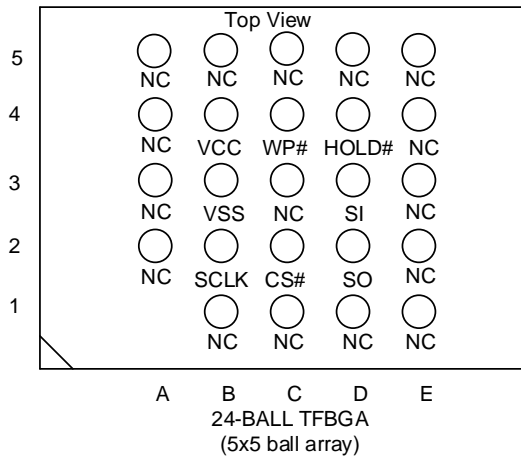 Top View
5
NC NC NC NC NC
4
NC VCC WP# HOLD# NC
3
NC VSS NC SI NC
2
NC SCLK CS# SO NC
1
NC NC NC NC
A B C D E
24-BALL TFBGA
(5x5 ball array)